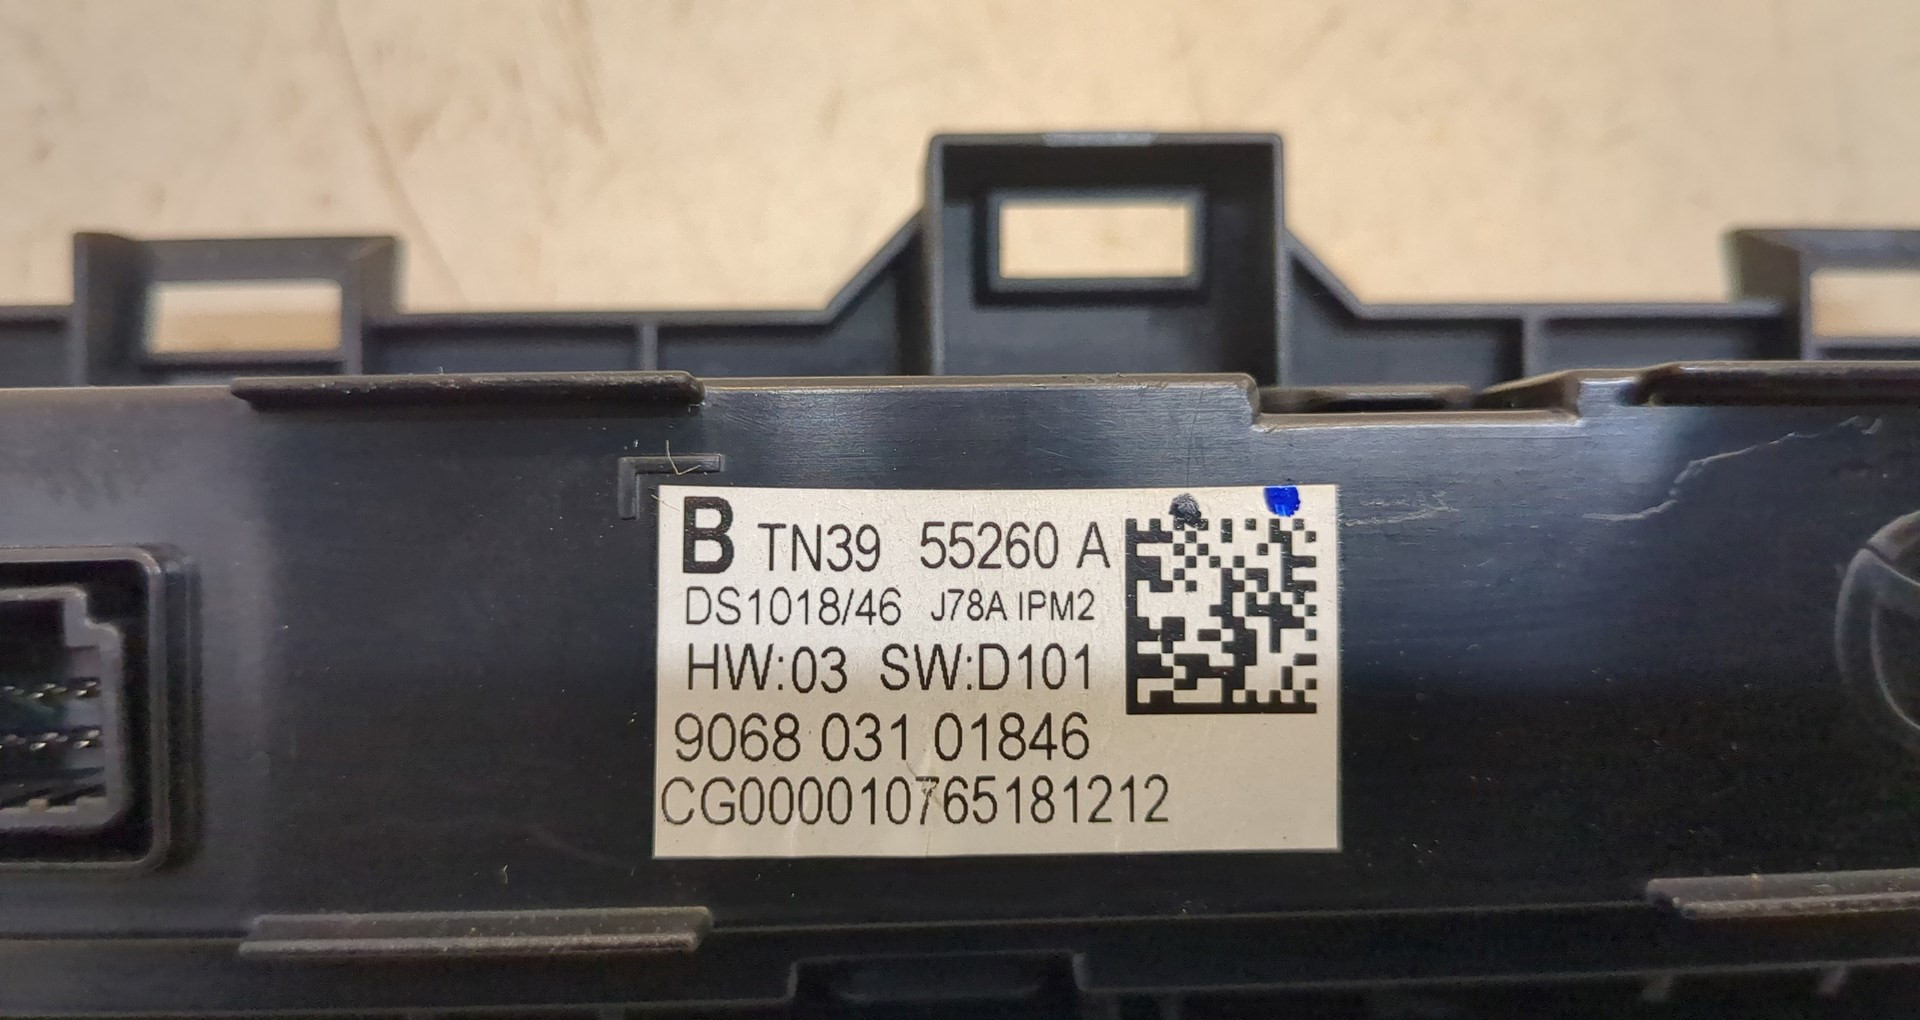 B TN39 55260 A
DS1018/46 J78A IPM2
HW:03 SW:D101
9068 031 01846
CG000010765181212